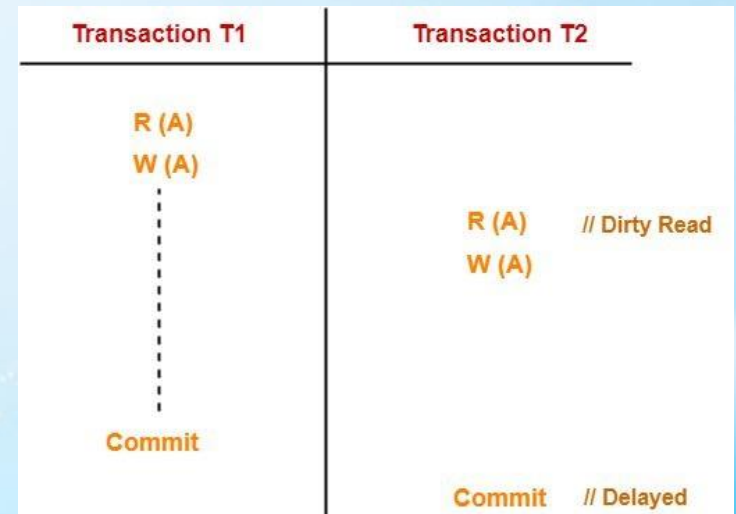 Transaction T1 Transaction T2
R (A)
W (A)
R (A) // Dirty Read
W (A)
Commit
Commit // Delayed